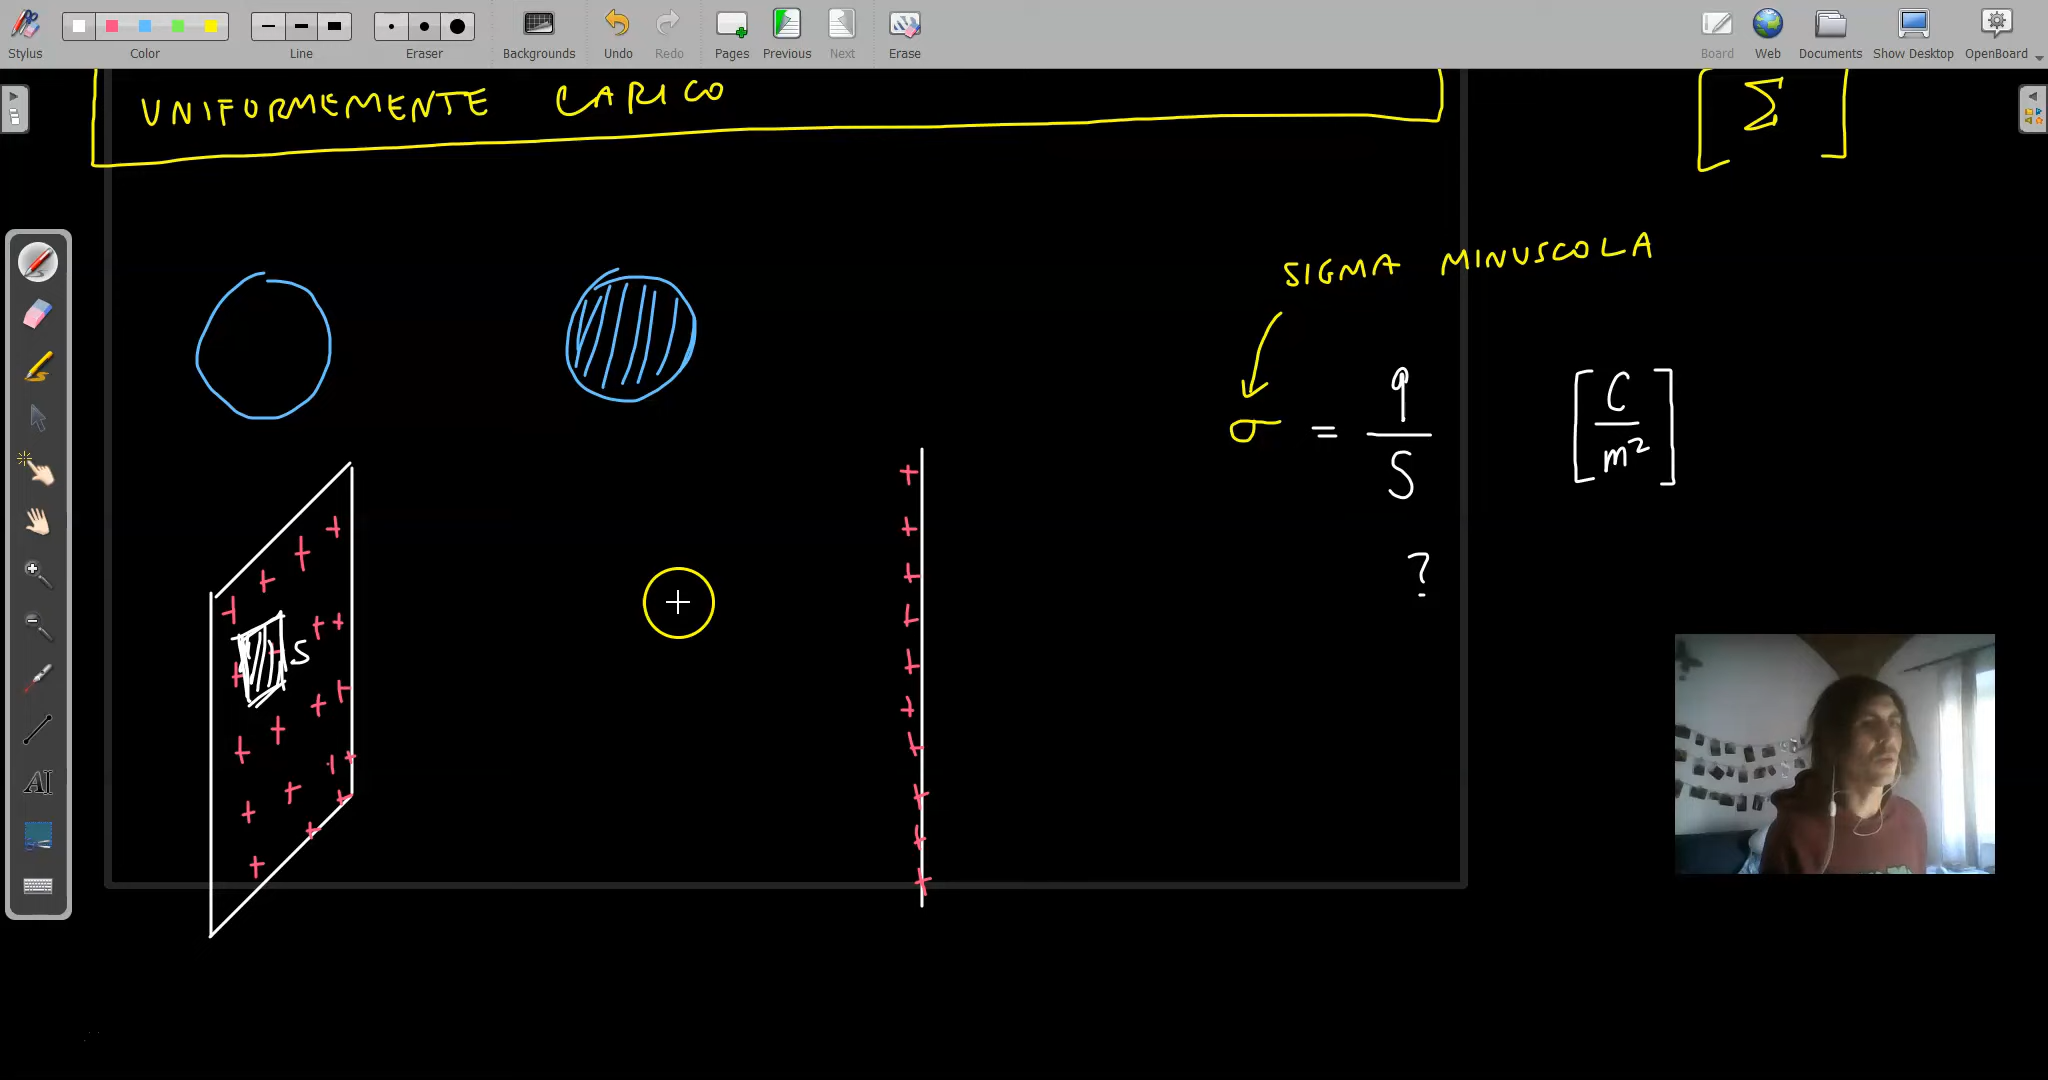 Stylus
Color
Line
Eraser
Backgrounds
Undo
Redo
Pages
Previous
Next
Erase
Board
Web
Documents
Show Desktop
OpenBoard
UNIFORMEMENTE CARICO
[ Σ ]
SIGMA MINUSCOLA
σ = q / S [ C / m² ]
?
S
AI